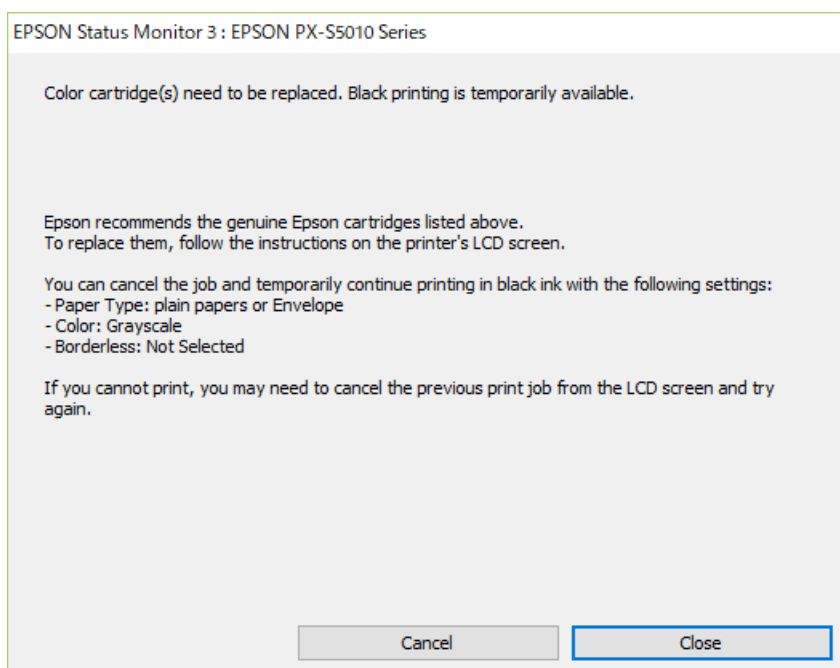 EPSON Status Monitor 3 : EPSON PX-S5010 Series
Color cartridge(s) need to be replaced. Black printing is temporarily available.
Epson recommends the genuine Epson cartridges listed above.
To replace them, follow the instructions on the printer's LCD screen.
You can cancel the job and temporarily continue printing in black ink with the following settings:
- Paper Type: plain papers or Envelope
- Color: Grayscale
- Borderless: Not Selected
If you cannot print, you may need to cancel the previous print job from the LCD screen and try
again.
Cancel Close